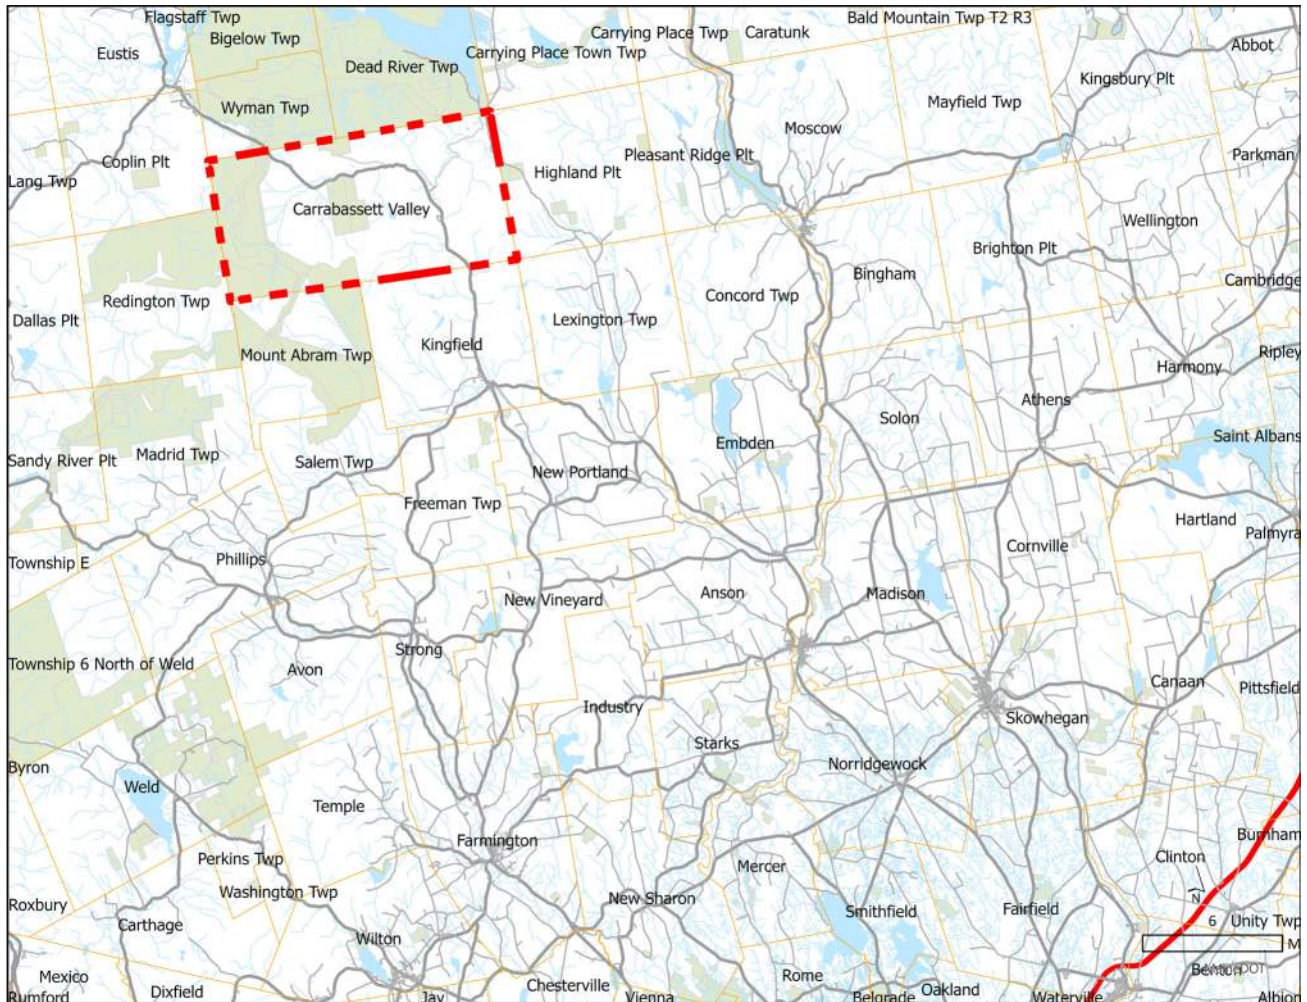 Flagstaff Twp
Bald Mountain Twp T2 R3
Eustis
Bigelow Twp
Carrying Place Twp
Caratunk
Abbot
Carrying Place Town Twp
Dead River Twp
Kingsbury Plt
Wyman Twp
Mayfield Twp
Moscow
Coplin Plt
Pleasant Ridge Plt
Parkman
Lang Twp
Highland Plt
Carrabassett Valley
Wellington
Brighton Plt
Bingham
Cambridge
Redington Twp
Concord Twp
Dallas Plt
Lexington Twp
Kingfield
Mount Abram Twp
Ripley
Harmony
Athens
Solon
Saint Albans
Embden
Madrid Twp
Sandy River Plt
Salem Twp
New Portland
Freeman Twp
Hartland
Palmyra
Cornville
Phillips
Township E
Anson
Madison
New Vineyard
Strong
Township 6 North of Weld
Avon
Canaan
Pittsfield
Industry
Skowhegan
Starks
Norridgewock
Byron
Weld
Temple
Burnham
Farmington
Clinton
Perkins Twp
Mercer
Washington Twp
New Sharon
Roxbury
Smithfield
Fairfield
N
6
Unity Twp
Carthage
Wilton
M
Mexico
Rome
Benton
DOT
Chesterville
Oakland
Dixfield
Rumford
Jay
Vienna
Belgrade
Waterville
Albion